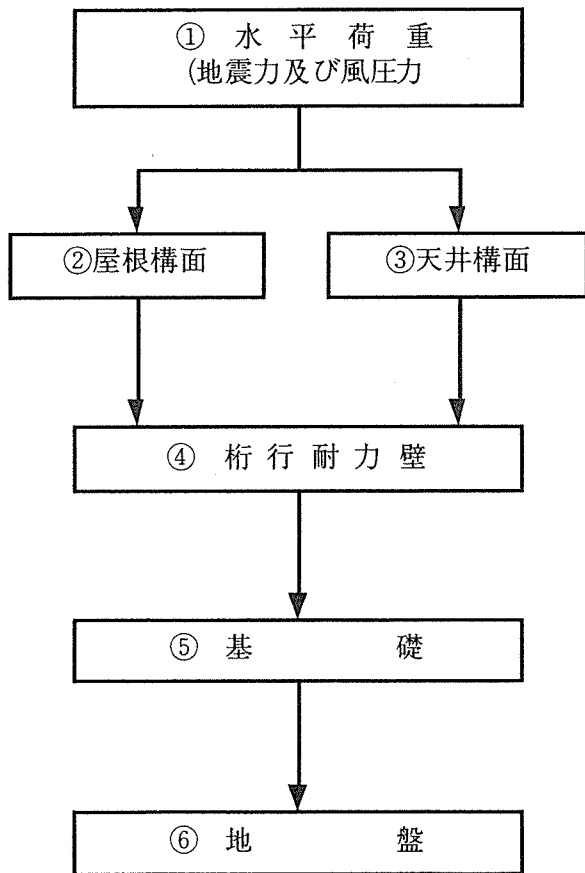 ① 水平荷重
(地震力及び風圧力
②屋根構面
③天井構面
④ 桁行耐力壁
⑤ 基礎
⑥ 地盤